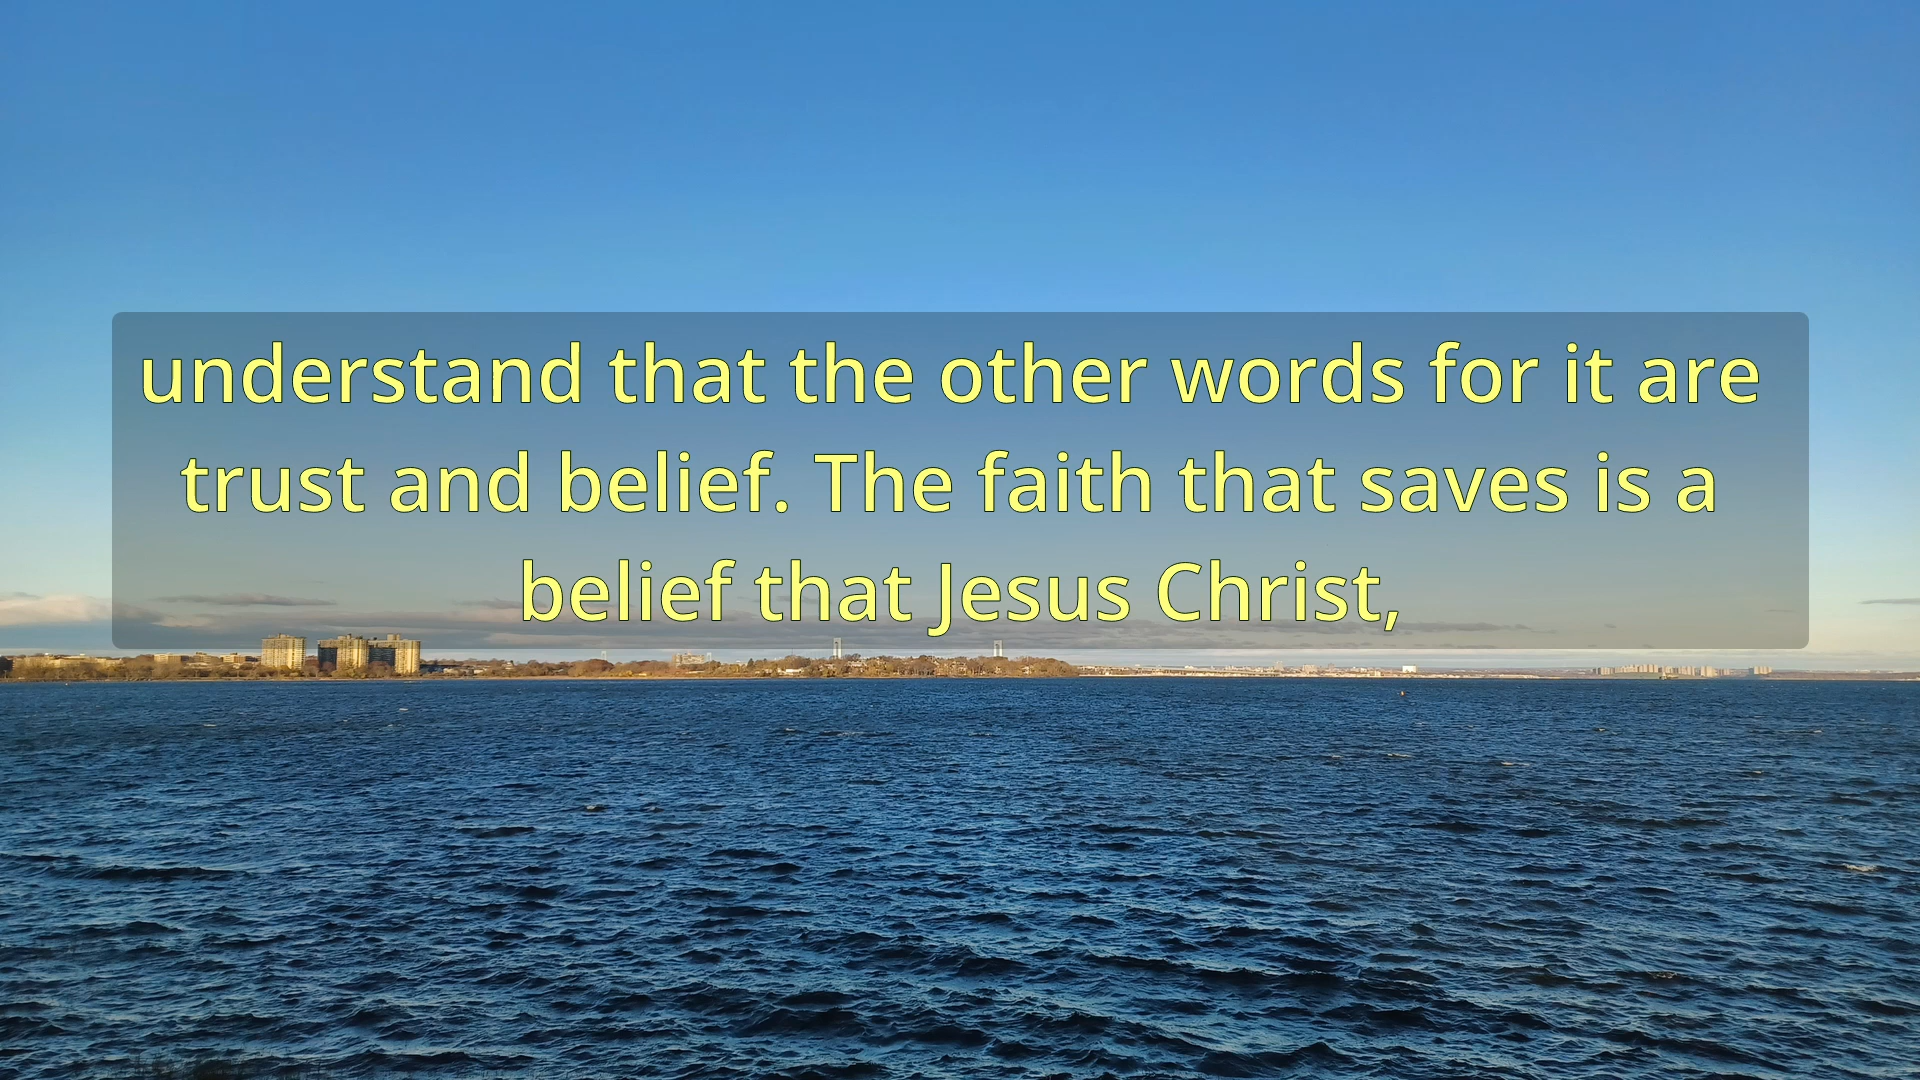 understand that the other words for it are
trust and belief. The faith that saves is a
belief that Jesus Christ,